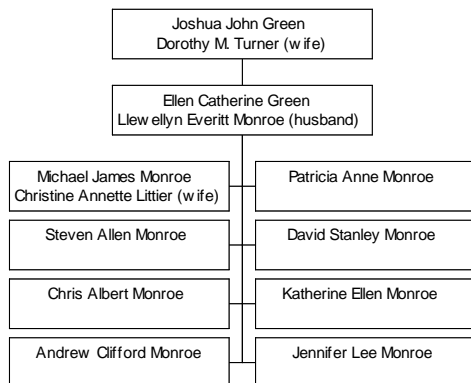 Joshua John Green
Dorothy M. Turner (wife)
Ellen Catherine Green
Llewellyn Everitt Monroe (husband)
Michael James Monroe
Christine Annette Littier (wife)
Patricia Anne Monroe
Steven Allen Monroe
David Stanley Monroe
Chris Albert Monroe
Katherine Ellen Monroe
Andrew Clifford Monroe
Jennifer Lee Monroe